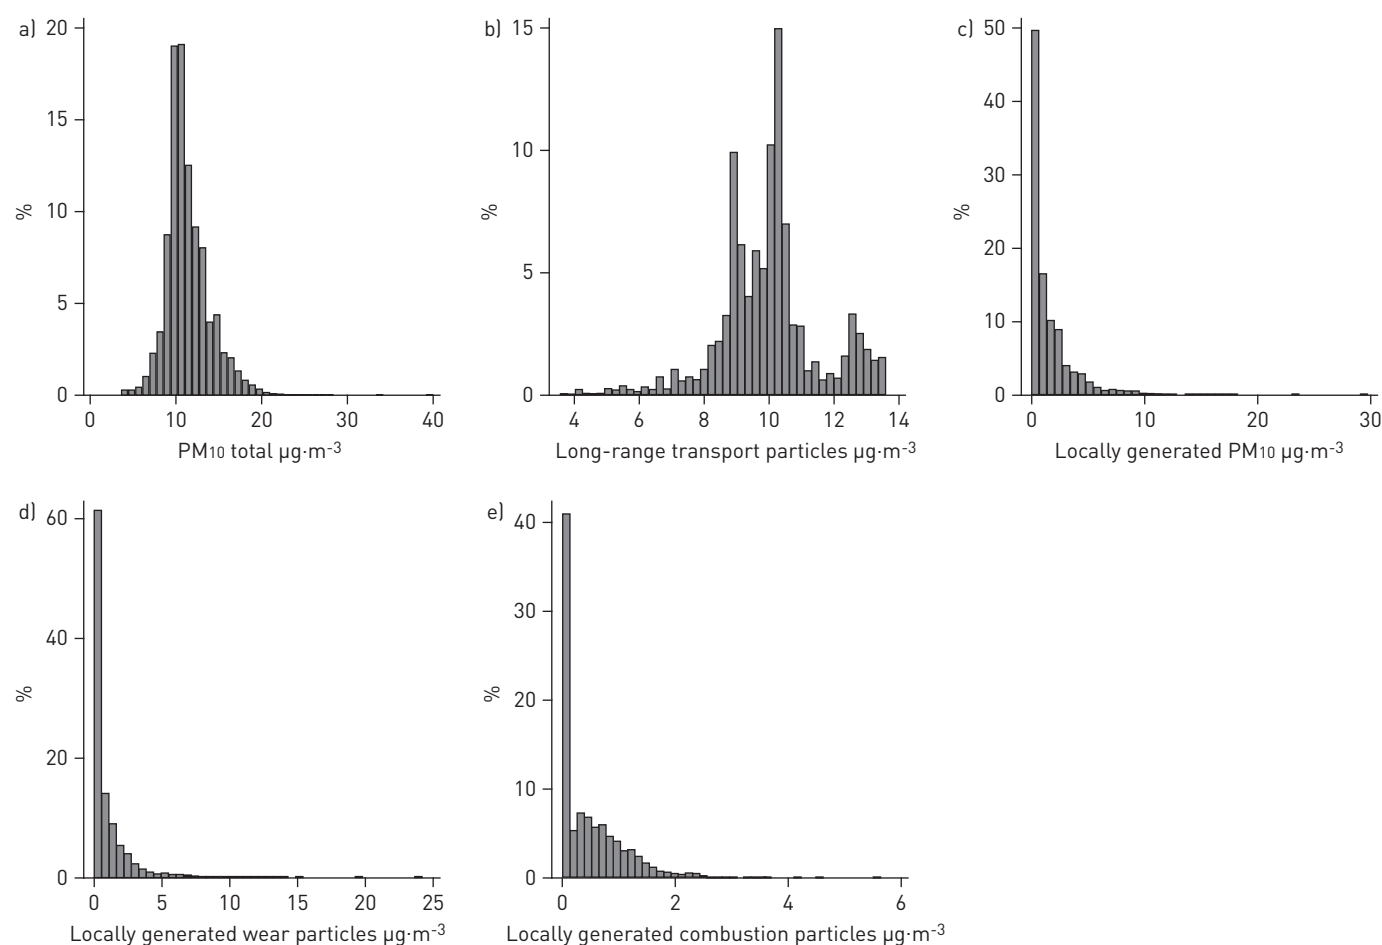 a)
20
15
10
5
0
%
0 10 20 30 40
PM10 total µg·m-3
b)
15
10
5
0
%
4 6 8 10 12 14
Long-range transport particles µg·m-3
c)
50
40
30
20
10
0
%
0 10 20 30
Locally generated PM10 µg·m-3
d)
60
40
20
0
%
0 5 10 15 20 25
Locally generated wear particles µg·m-3
e)
40
30
20
10
0
%
0 2 4 6
Locally generated combustion particles µg·m-3